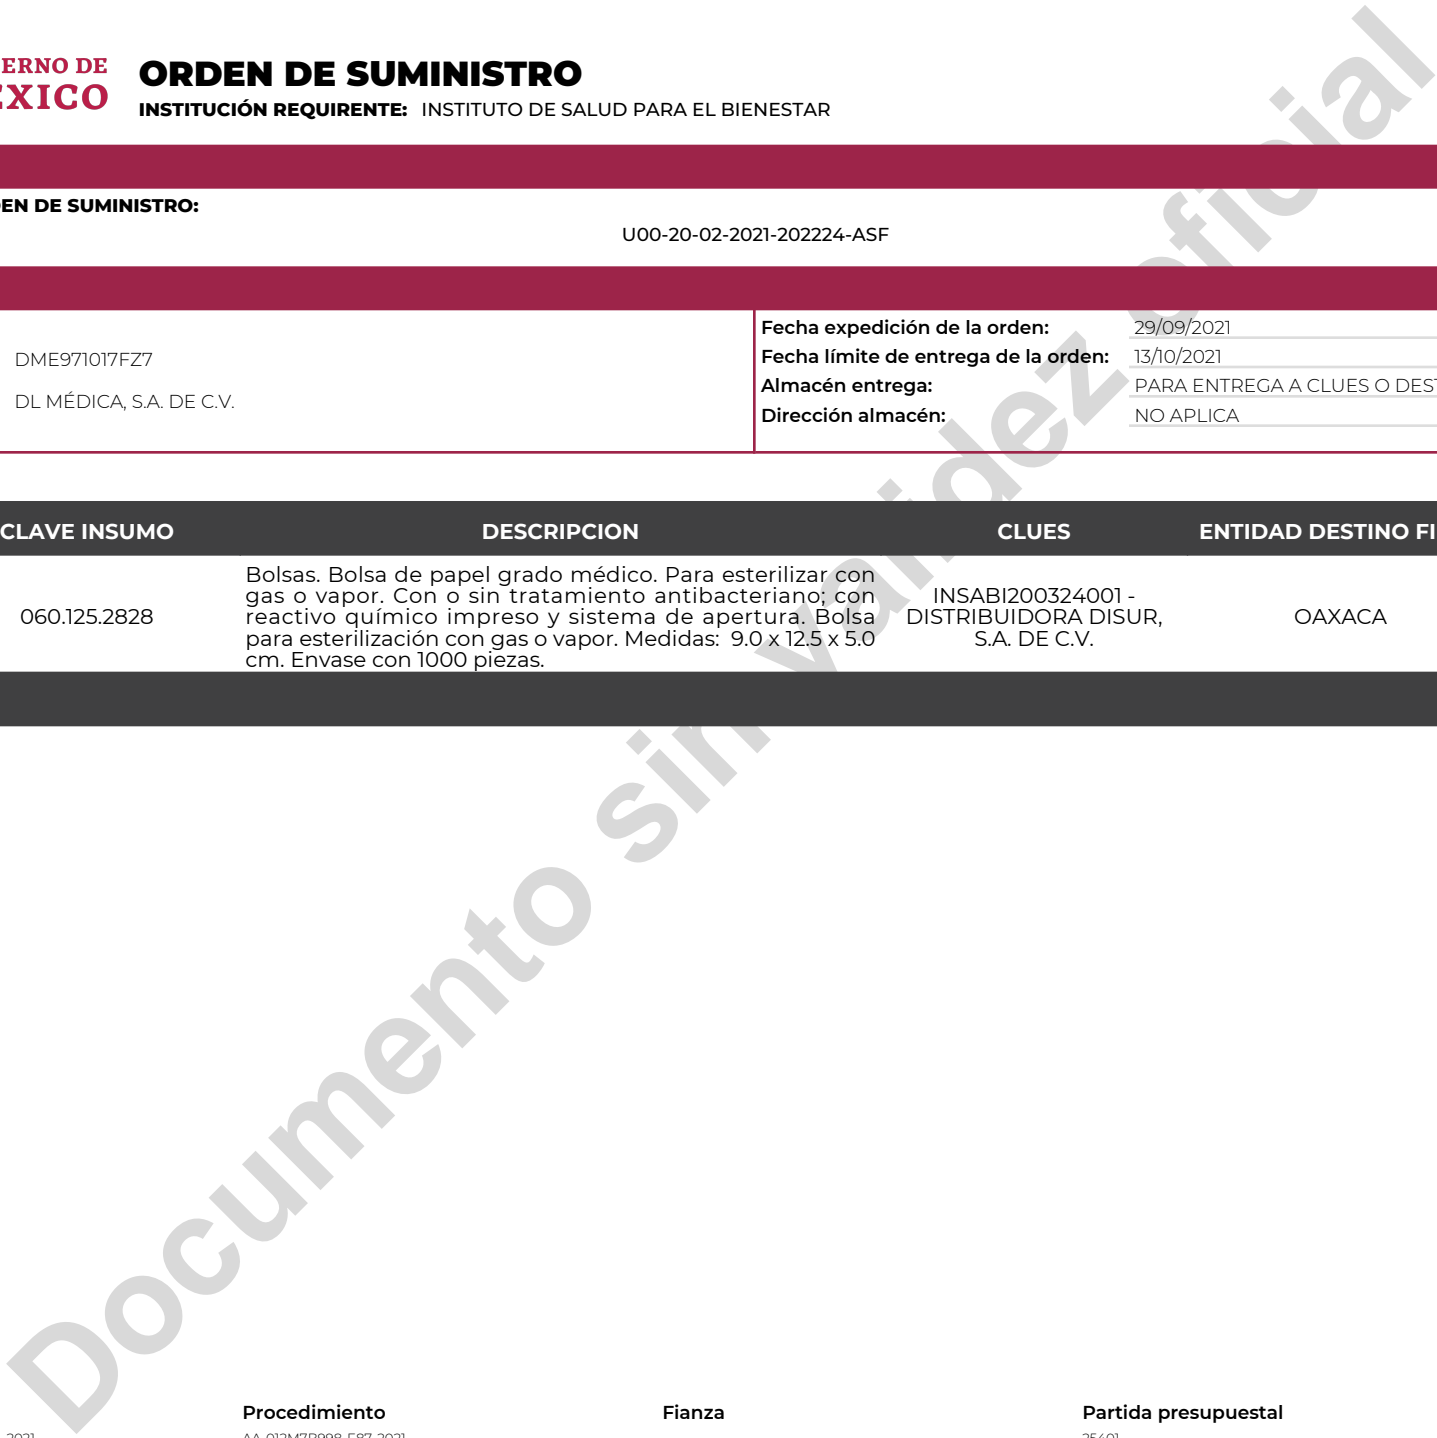 ERNO DE
EXICO
ORDEN DE SUMINISTRO
INSTITUCIÓN REQUIRENTE: INSTITUTO DE SALUD PARA EL BIENESTAR
EN DE SUMINISTRO:
U00-20-02-2021-202224-ASF
DME971017FZ7
DL MÉDICA, S.A. DE C.V.
Fecha expedición de la orden: 29/09/2021
Fecha límite de entrega de la orden: 13/10/2021
Almacén entrega: PARA ENTREGA A CLUES O DES
Dirección almacén: NO APLICA
CLAVE INSUMO DESCRIPCION CLUES ENTIDAD DESTINO FI
060.125.2828
Bolsas. Bolsa de papel grado médico. Para esterilizar con
gas o vapor. Con o sin tratamiento antibacteriano; con
reactivo químico impreso y sistema de apertura. Bolsa
para esterilización con gas o vapor. Medidas: 9.0 x 12.5 x 5.0
cm. Envase con 1000 piezas.
INSABI200324001 -
DISTRIBUIDORA DISUR,
S.A. DE C.V.
OAXACA
Documento sin validez oficial
Procedimiento Fianza Partida presupuestal